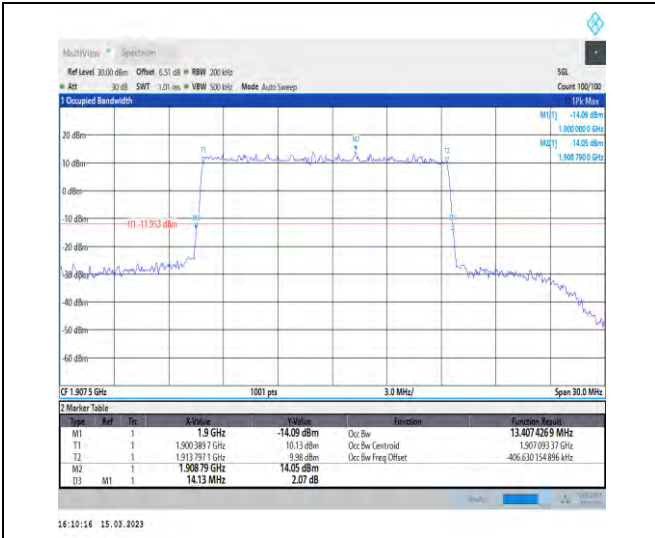 MultiView Spectrum
Ref Level 30.00 dBm Offset 6.51 dB RBW 200 kHz SGL
Att 30 dB SWT 1.01 ms VBW 500 kHz Mode Auto Sweep Count 100/100
1 Occupied Bandwidth 1Pk Max
M1[1] -14.09 dBm
1.900 000 0 GHz
M2[1] 14.05 dBm
1.908 790 0 GHz
20 dBm
T1 M2 T2
10 dBm
0 dBm
-10 dBm
H1 -11.953 dBm
-20 dBm
-30 dBm
-40 dBm
-50 dBm
-60 dBm
CF 1.907 5 GHz 1001 pts 3.0 MHz/ Span 30.0 MHz
2 Marker Table
Type Ref Trc X-Value Y-Value Function Function Result
M1 1 1.9 GHz -14.09 dBm Occ Bw 13.407 426 9 MHz
T1 1 1.900 389 7 GHz 10.13 dBm Occ Bw Centroid 1.907 093 37 GHz
T2 1 1.913 797 1 GHz 9.98 dBm Occ Bw Freq Offset -406.630 154 896 kHz
M2 1 1.908 79 GHz 14.05 dBm
D3 M1 1 14.13 MHz 2.07 dB
16:10:16 15.03.2023